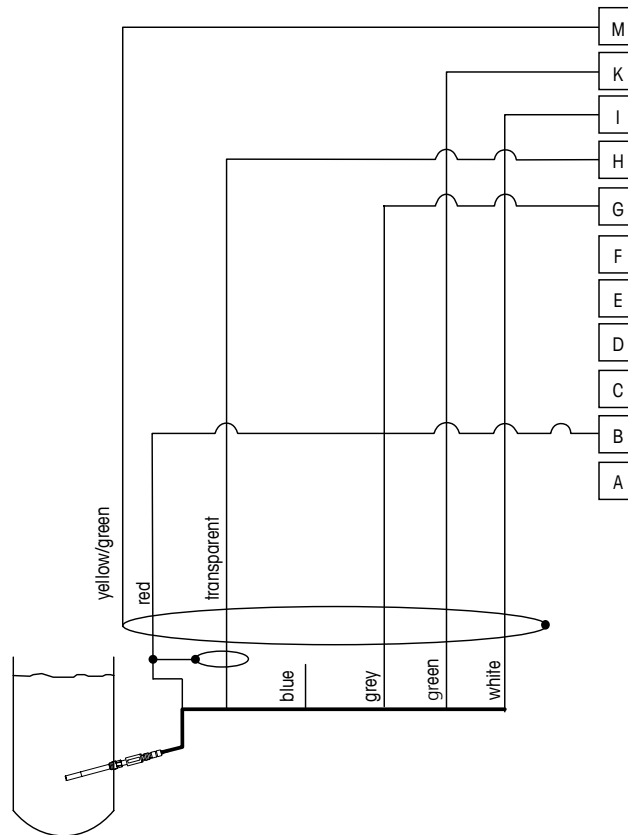 M
K
I
H
G
F
E
D
C
B
A
yellow/green
red
transparent
blue
grey
green
white